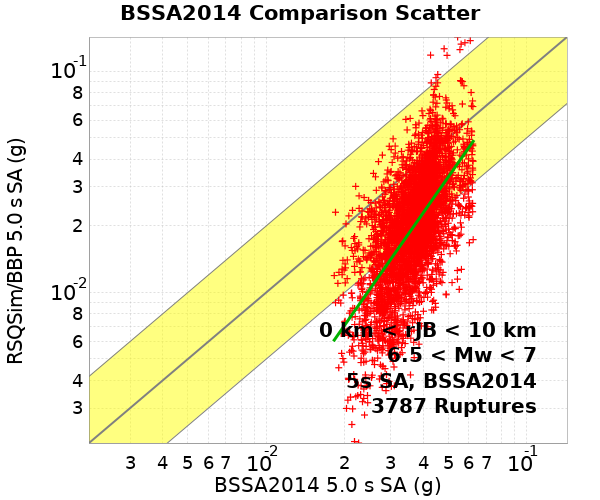 BSSA2014 Comparison Scatter
RSQSim/BBP 5.0 s SA (g)
10-1
8
6
4
3
2
10-2
8
6
4
3
0 km < rJB < 10 km
6.5 < Mw < 7
5s SA, BSSA2014
3787 Ruptures
3 4 5 6 7 10-2 2 3 4 5 6 7 10-1
BSSA2014 5.0 s SA (g)